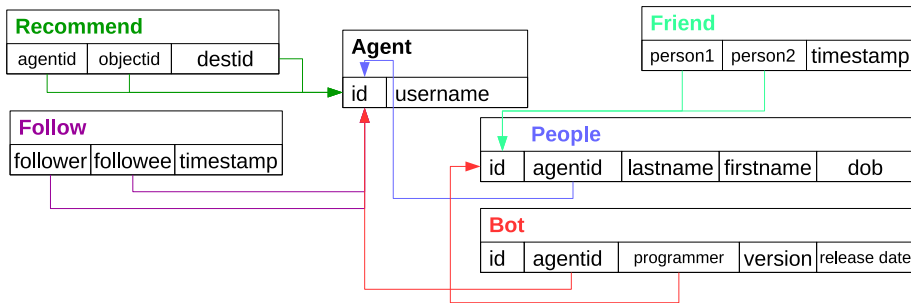 Recommend
agentid objectid destid
Agent
id username
Friend
person1 person2 timestamp
Follow
follower followee timestamp
People
id agentid lastname firstname dob
Bot
id agentid programmer version release date